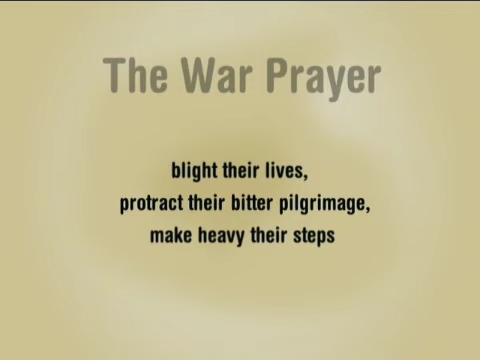 The War Prayer
blight their lives,
protract their bitter pilgrimage,
make heavy their steps